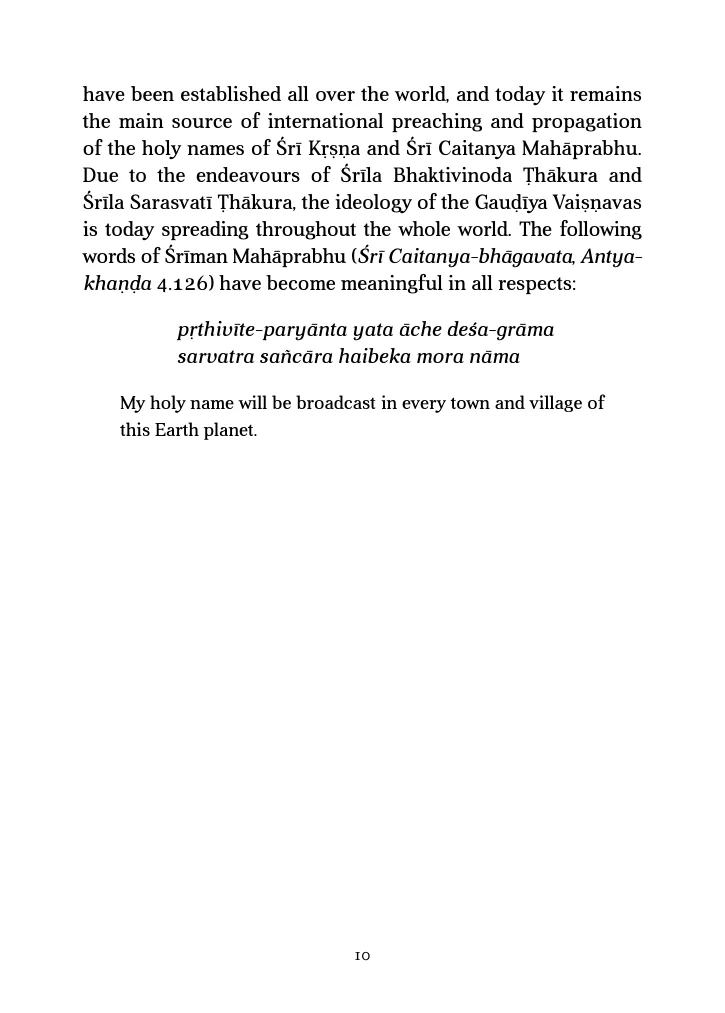 have been established all over the world, and today it remains
the main source of international preaching and propagation
of the holy names of Śrī Kṛṣṇa and Śrī Caitanya Mahāprabhu.
Due to the endeavours of Śrīla Bhaktivinoda Ṭhākura and
Śrīla Sarasvatī Ṭhākura, the ideology of the Gauḍīya Vaiṣṇavas
is today spreading throughout the whole world. The following
words of Śrīman Mahāprabhu (Śrī Caitanya-bhāgavata, Antya-
khaṇḍa 4.126) have become meaningful in all respects:
pṛthivīte-paryānta yata āche deśa-grāma
sarvatra sañcāra haibeka mora nāma
My holy name will be broadcast in every town and village of
this Earth planet.
10